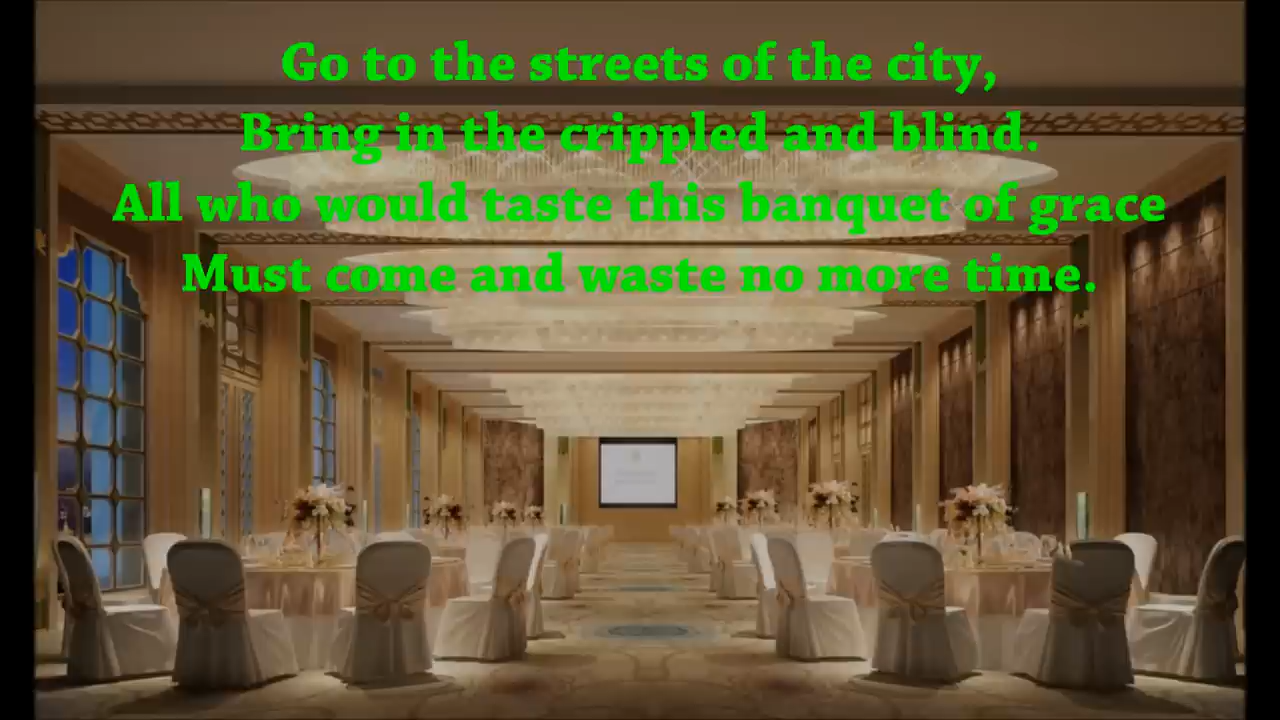 Go to the streets of the city,
Bring in the crippled and blind.
All who would taste this banquet of grace
Must come and waste no more time.